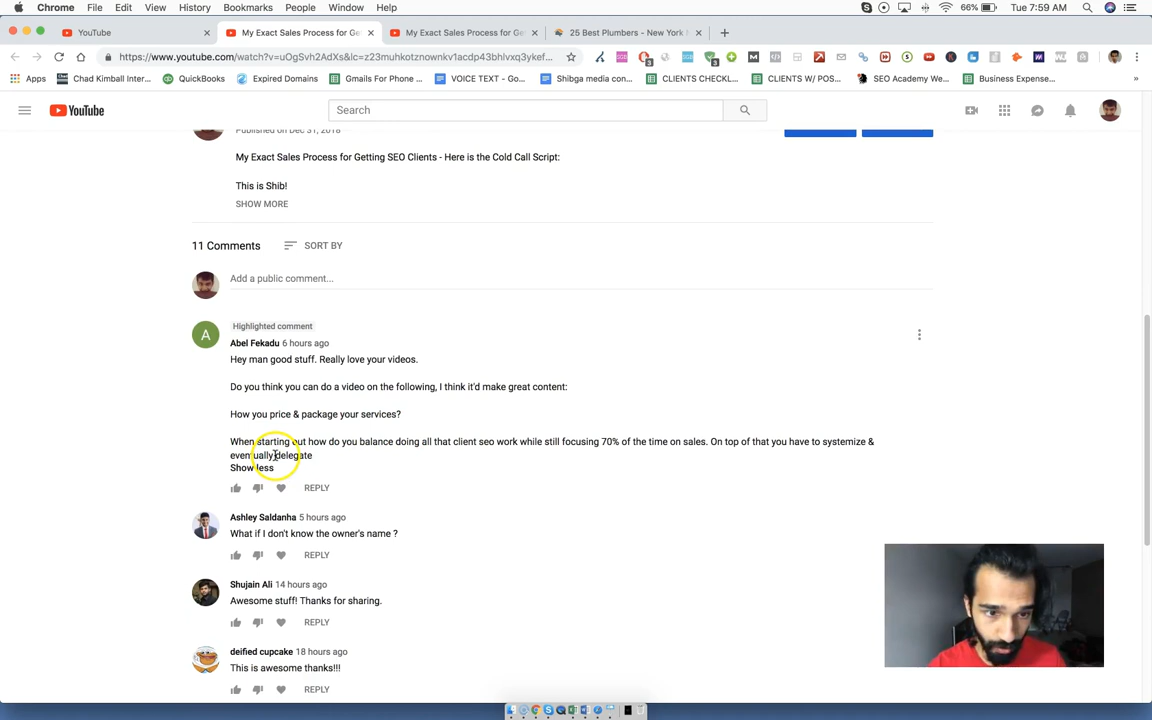 Chrome File Edit View History Bookmarks People Window Help 66% Tue 7:59 AM
YouTube × My Exact Sales Process for Ge × My Exact Sales Process for Get × 25 Best Plumbers - New York ×
https://www.youtube.com/watch?v=uOgSvh2AdXs&lc=z23muhkotznownkv1acdp43bhlvxq3ykef...
Apps Chad Kimball Inter... QuickBooks Expired Domains Gmails For Phone ... VOICE TEXT - Go... Shibga media con... CLIENTS CHECKL... CLIENTS W/ POS... SEO Academy We... Business Expense...
YouTube Search
Published on Dec 31, 2018
My Exact Sales Process for Getting SEO Clients - Here is the Cold Call Script:
This is Shib!
SHOW MORE
11 Comments SORT BY
Add a public comment...
Highlighted comment
A
Abel Fekadu 6 hours ago
Hey man good stuff. Really love your videos.
Do you think you can do a video on the following, I think it'd make great content:
How you price & package your services?
When starting out how do you balance doing all that client seo work while still focusing 70% of the time on sales. On top of that you have to systemize &
eventually delegate
Show less
REPLY
Ashley Saldanha 5 hours ago
What if I don't know the owner's name ?
REPLY
Shujain Ali 14 hours ago
Awesome stuff! Thanks for sharing.
REPLY
deified cupcake 18 hours ago
This is awesome thanks!!!
REPLY